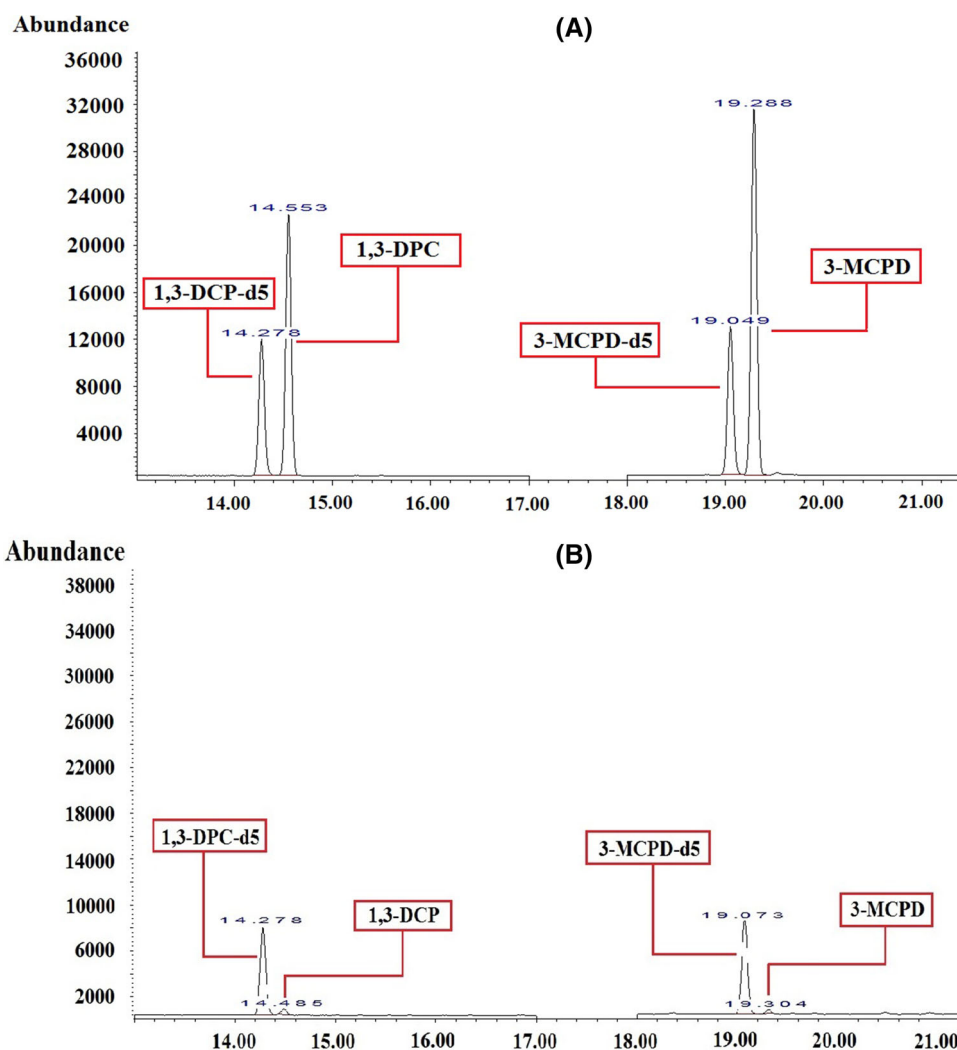 Abundance
(A)
36000
32000
28000
24000
20000
16000
12000
8000
4000
19.288
14.553
1,3-DPC
3-MCPD
1,3-DCP-d5
14.278
19.049
3-MCPD-d5
14.00 15.00 16.00 17.00 18.00 19.00 20.00 21.00
Abundance
(B)
38000
34000
30000
26000
22000
18000
14000
10000
6000
2000
1,3-DPC-d5
3-MCPD-d5
14.278
1,3-DCP
19.073
3-MCPD
14.485
19.304
14.00 15.00 16.00 17.00 18.00 19.00 20.00 21.00